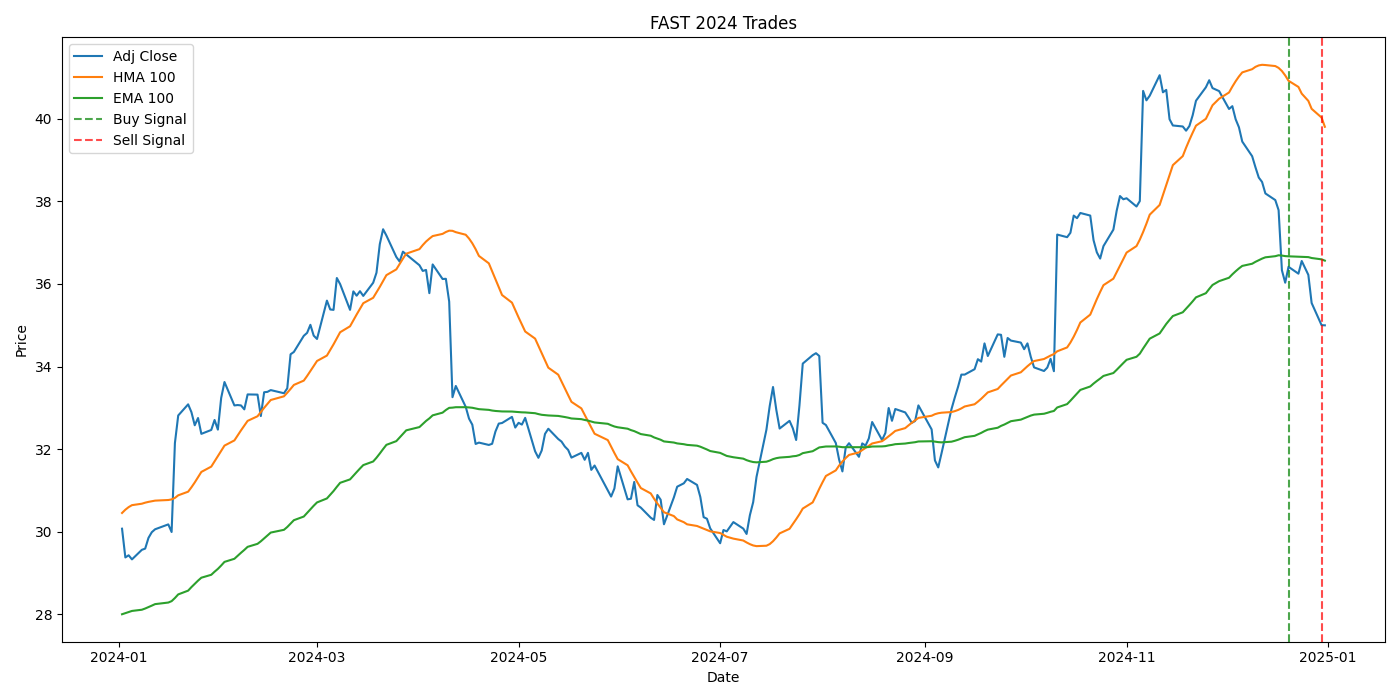 FAST 2024 Trades
Adj Close
HMA 100
EMA 100
Buy Signal
Sell Signal
Price
40
38
36
34
32
30
28
2024-01
2024-03
2024-05
2024-07
2024-09
2024-11
2025-01
Date